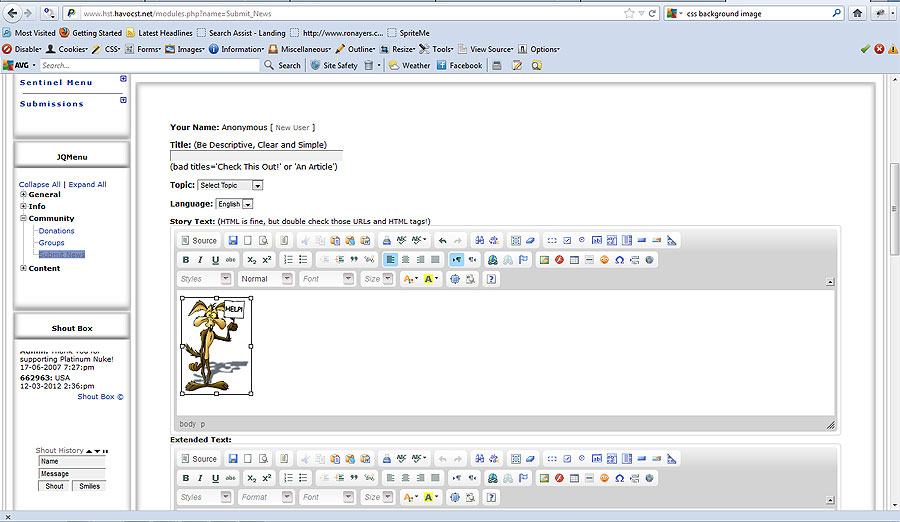 www.hst.havocst.net/modules.php?name=Submit_News
css background image
Most Visited Getting Started Latest Headlines Search Assist - Landing http://www.ronayers.c... SpriteMe
Disable Cookies CSS Forms Images Information Miscellaneous Outline Resize Tools View Source Options
AVG Search... Search Site Safety Weather Facebook
Sentinel Menu
Submissions
JQMenu
Collapse All | Expand All
General
Info
Community
Donations
Groups
Submit News
Content
Shout Box
Admin: Thank You for
supporting Platinum Nuke!
17-06-2007 7:27:pm
662963: USA
12-03-2012 2:36:pm
Shout Box ©
Shout History
Name
Message
Shout Smilies
Your Name: Anonymous [ New User ]
Title: (Be Descriptive, Clear and Simple)
(bad titles='Check This Out!' or 'An Article')
Topic: Select Topic
Language: English
Story Text: (HTML is fine, but double check those URLs and HTML tags!)
Source
B I U abc X2 X2
Styles Normal Font Size A A
HELP!
body p
Extended Text:
Source
B I U abc X2 X2
Styles Format Font Size A A